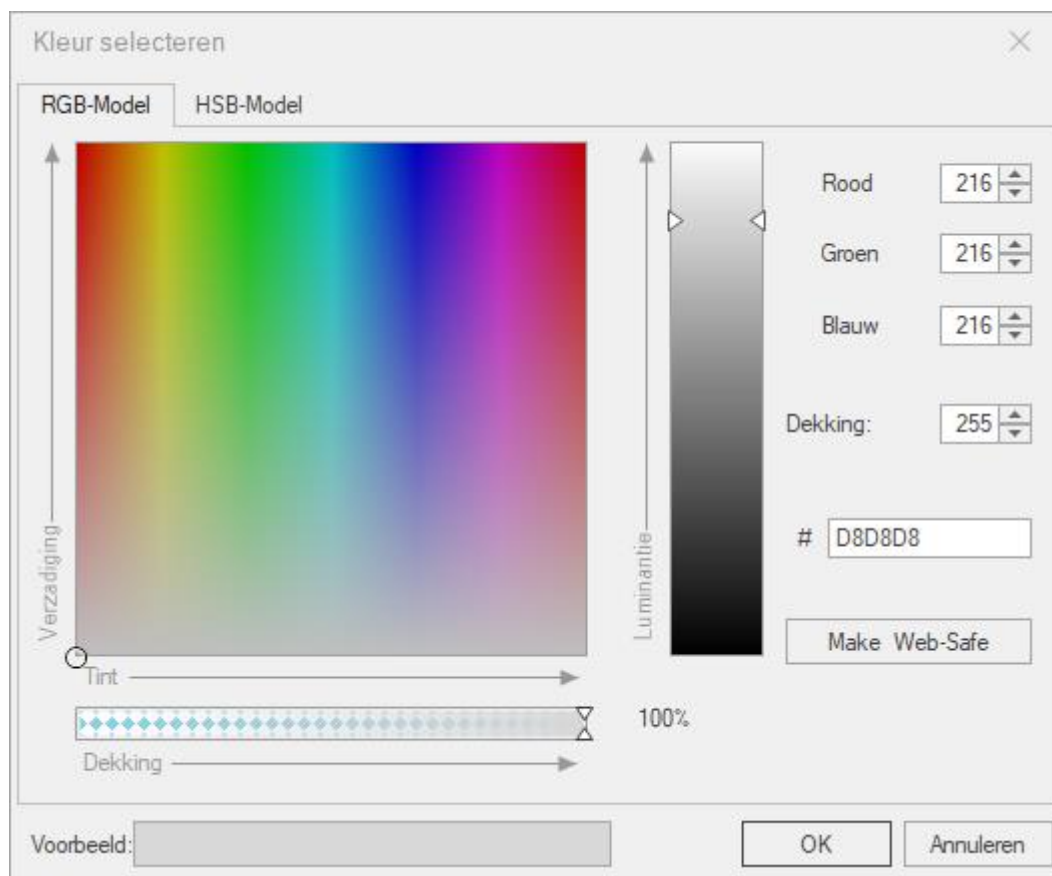 Kleur selecteren
RGB-Model HSB-Model
Rood 216
Groen 216
Blauw 216
Dekking: 255
# D8D8D8
Make Web-Safe
Verzadiging
Luminantie
Tint
100%
Dekking
Voorbeeld:
OK
Annuleren